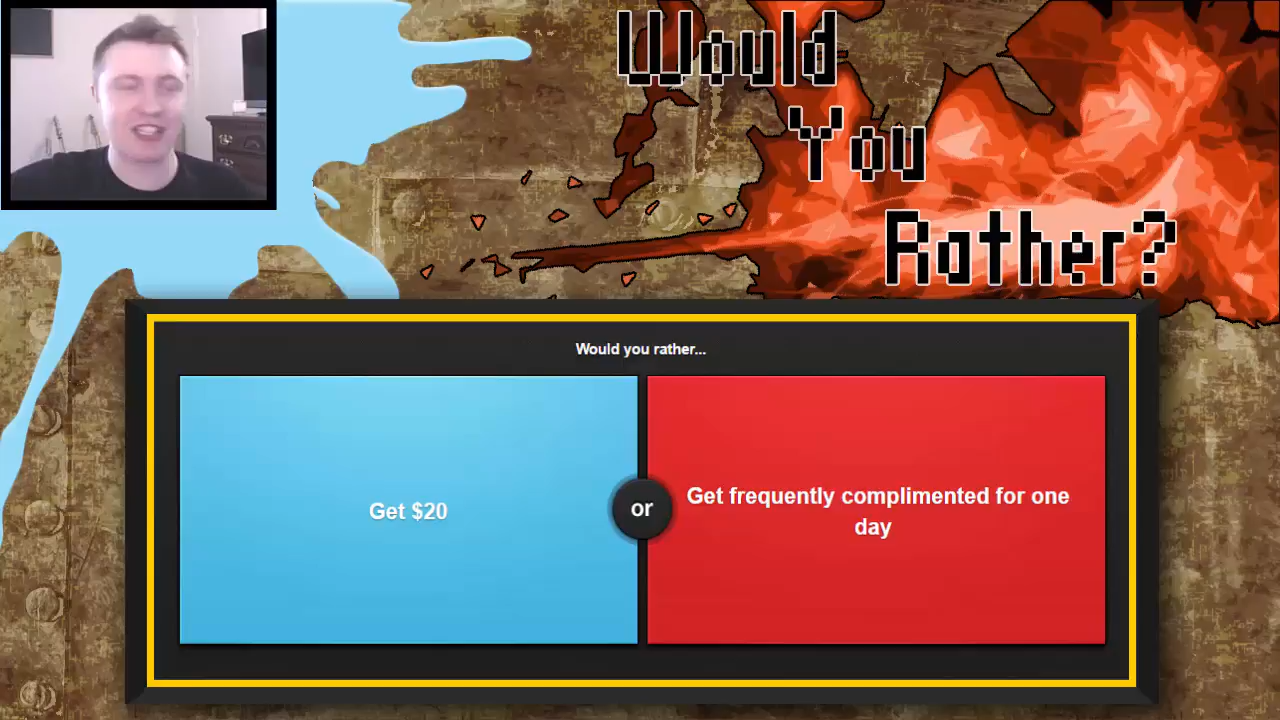 Would
You
Rather?
Would you rather...
Get $20
or
Get frequently complimented for one
day